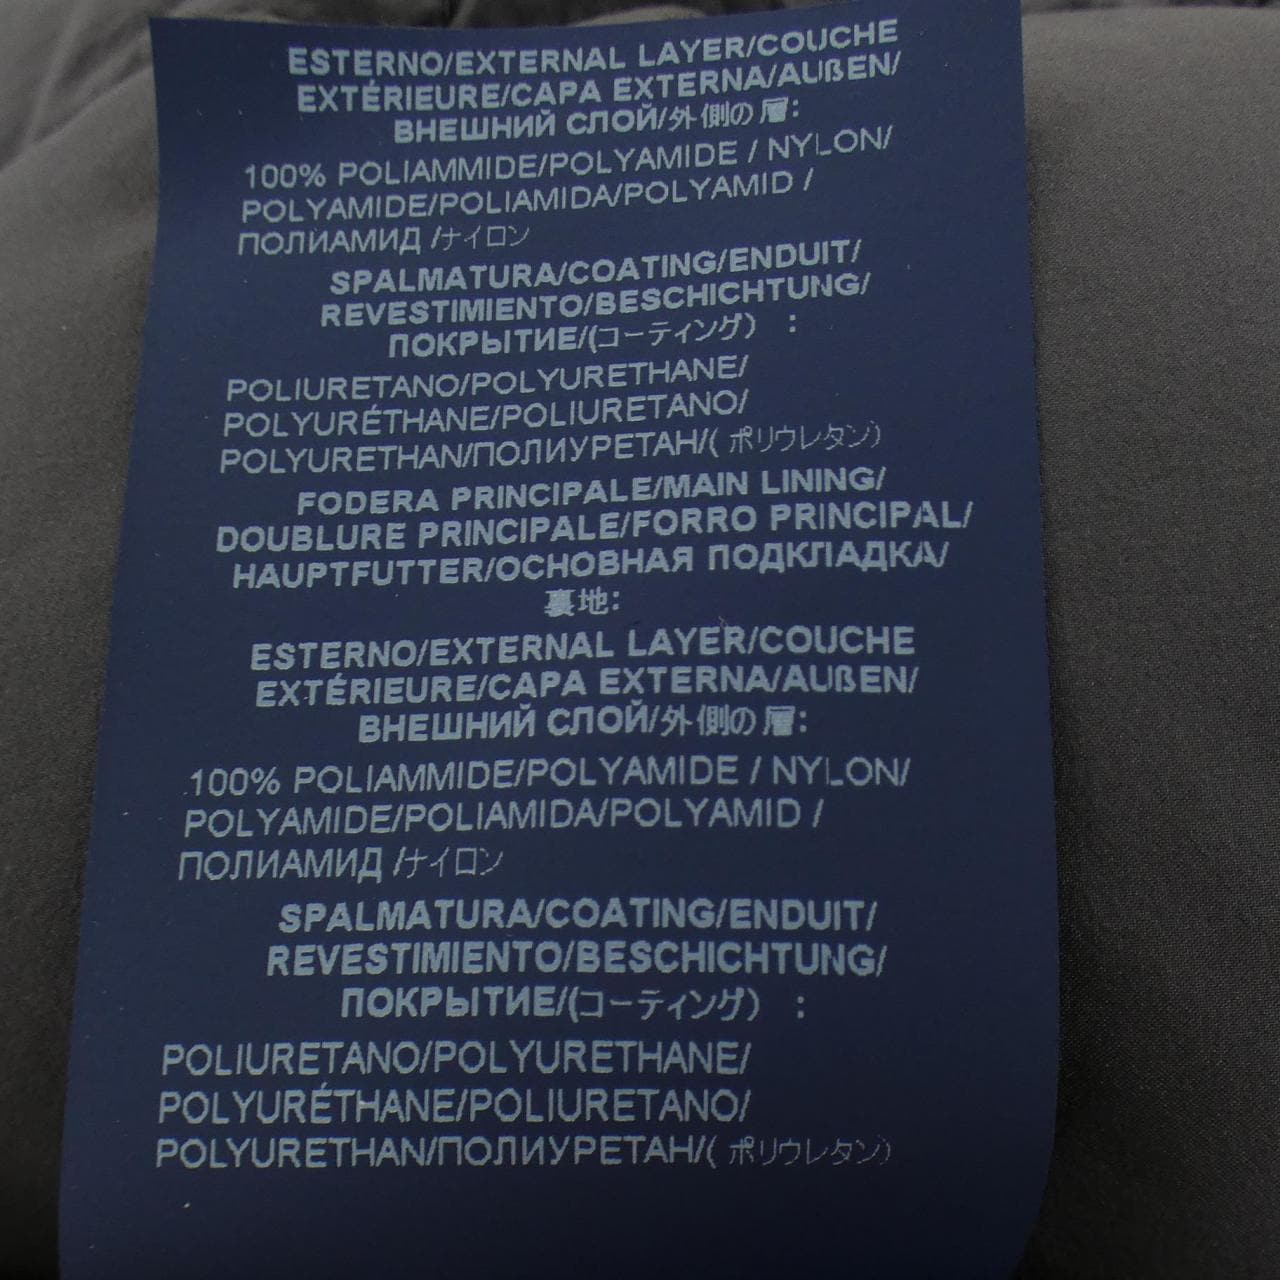 ESTERNO/EXTERNAL LAYER/COUCHE
EXTÉRIEURE/CAPA EXTERNA/AUßEN/
ВНЕШНИЙ СЛОЙ/外側の層:
100% POLIAMMIDE/POLYAMIDE / NYLON/
POLYAMIDE/POLIAMIDA/POLYAMID /
ПОЛИАМИД /ナイロン
SPALMATURA/COATING/ENDUIT/
REVESTIMIENTO/BESCHICHTUNG/
ПОКРЫТИЕ/(コーティング) :
POLIURETANO/POLYURETHANE/
POLYURÉTHANE/POLIURETANO/
POLYURETHAN/ПОЛИУРЕТАН/( ポリウレタン)
FODERA PRINCIPALE/MAIN LINING/
DOUBLURE PRINCIPALE/FORRO PRINCIPAL/
HAUPTFUTTER/ОСНОВНАЯ ПОДКЛАДКА/
裏地:
ESTERNO/EXTERNAL LAYER/COUCHE
EXTÉRIEURE/CAPA EXTERNA/AUßEN/
ВНЕШНИЙ СЛОЙ/外側の層:
100% POLIAMMIDE/POLYAMIDE / NYLON/
POLYAMIDE/POLIAMIDA/POLYAMID /
ПОЛИАМИД /ナイロン
SPALMATURA/COATING/ENDUIT/
REVESTIMIENTO/BESCHICHTUNG/
ПОКРЫТИЕ/(コーティング) :
POLIURETANO/POLYURETHANE/
POLYURÉTHANE/POLIURETANO/
POLYURETHAN/ПОЛИУРЕТАН/( ポリウレタン)